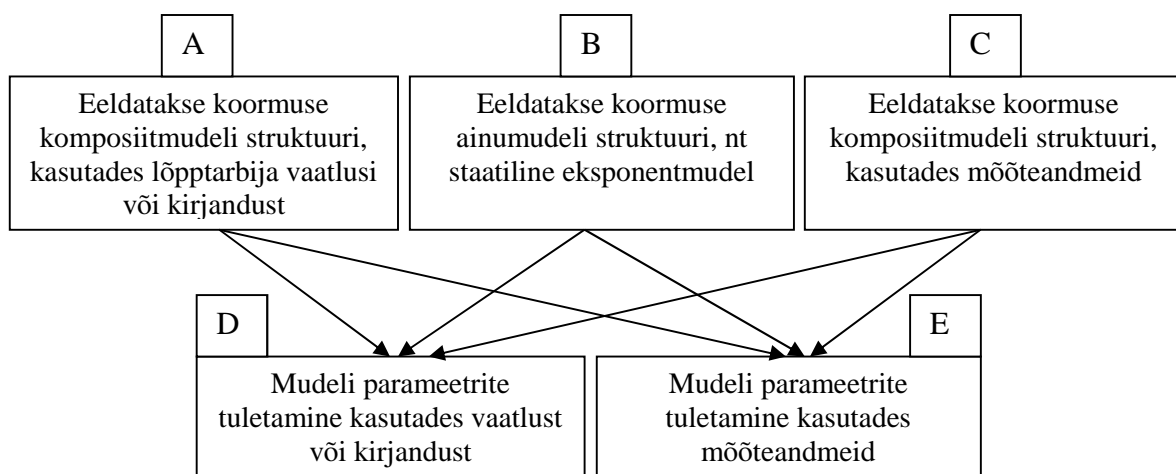 A
Eeldatakse koormuse
komposiitmudeli struktuuri,
kasutades lõpptarbija vaatlusi
või kirjandust
B
Eeldatakse koormuse
ainumudeli struktuuri, nt
staatiline eksponentmudel
C
Eeldatakse koormuse
komposiitmudeli struktuuri,
kasutades mõõteandmeid
D
Mudeli parameetrite
tuletamine kasutades vaatlust
või kirjandust
E
Mudeli parameetrite
tuletamine kasutades
mõõteandmeid